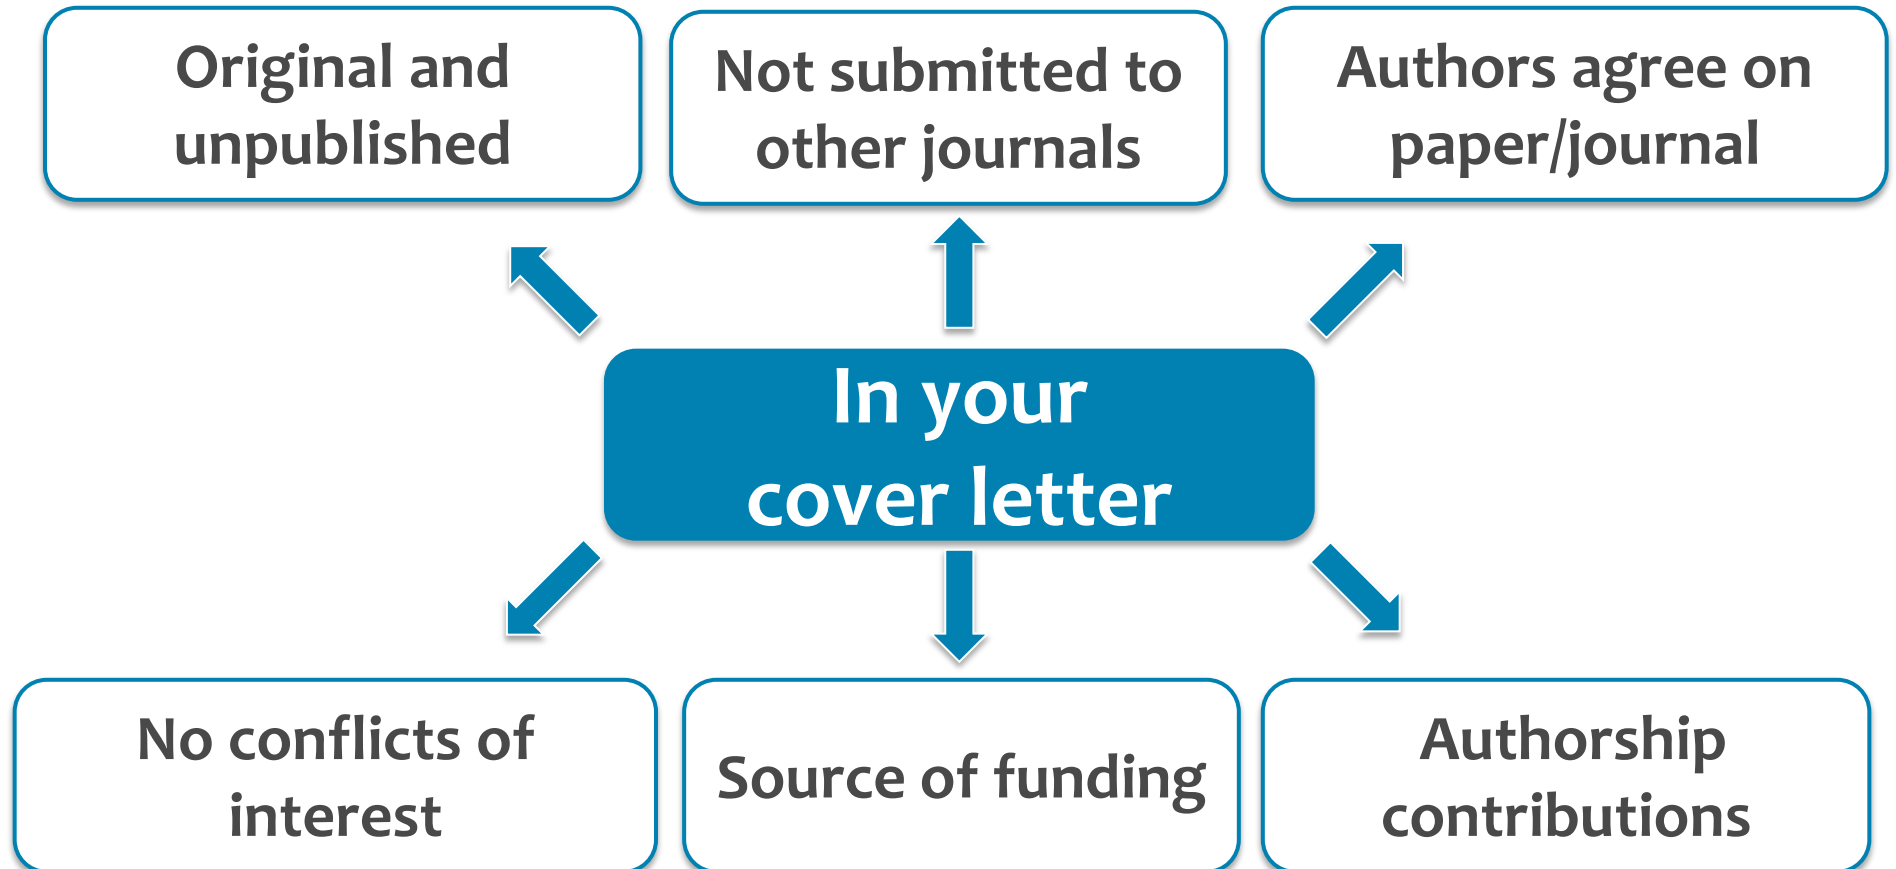 Original and
unpublished
Not submitted to
other journals
Authors agree on
paper/journal
In your
cover letter
No conflicts of
interest
Source of funding
Authorship
contributions